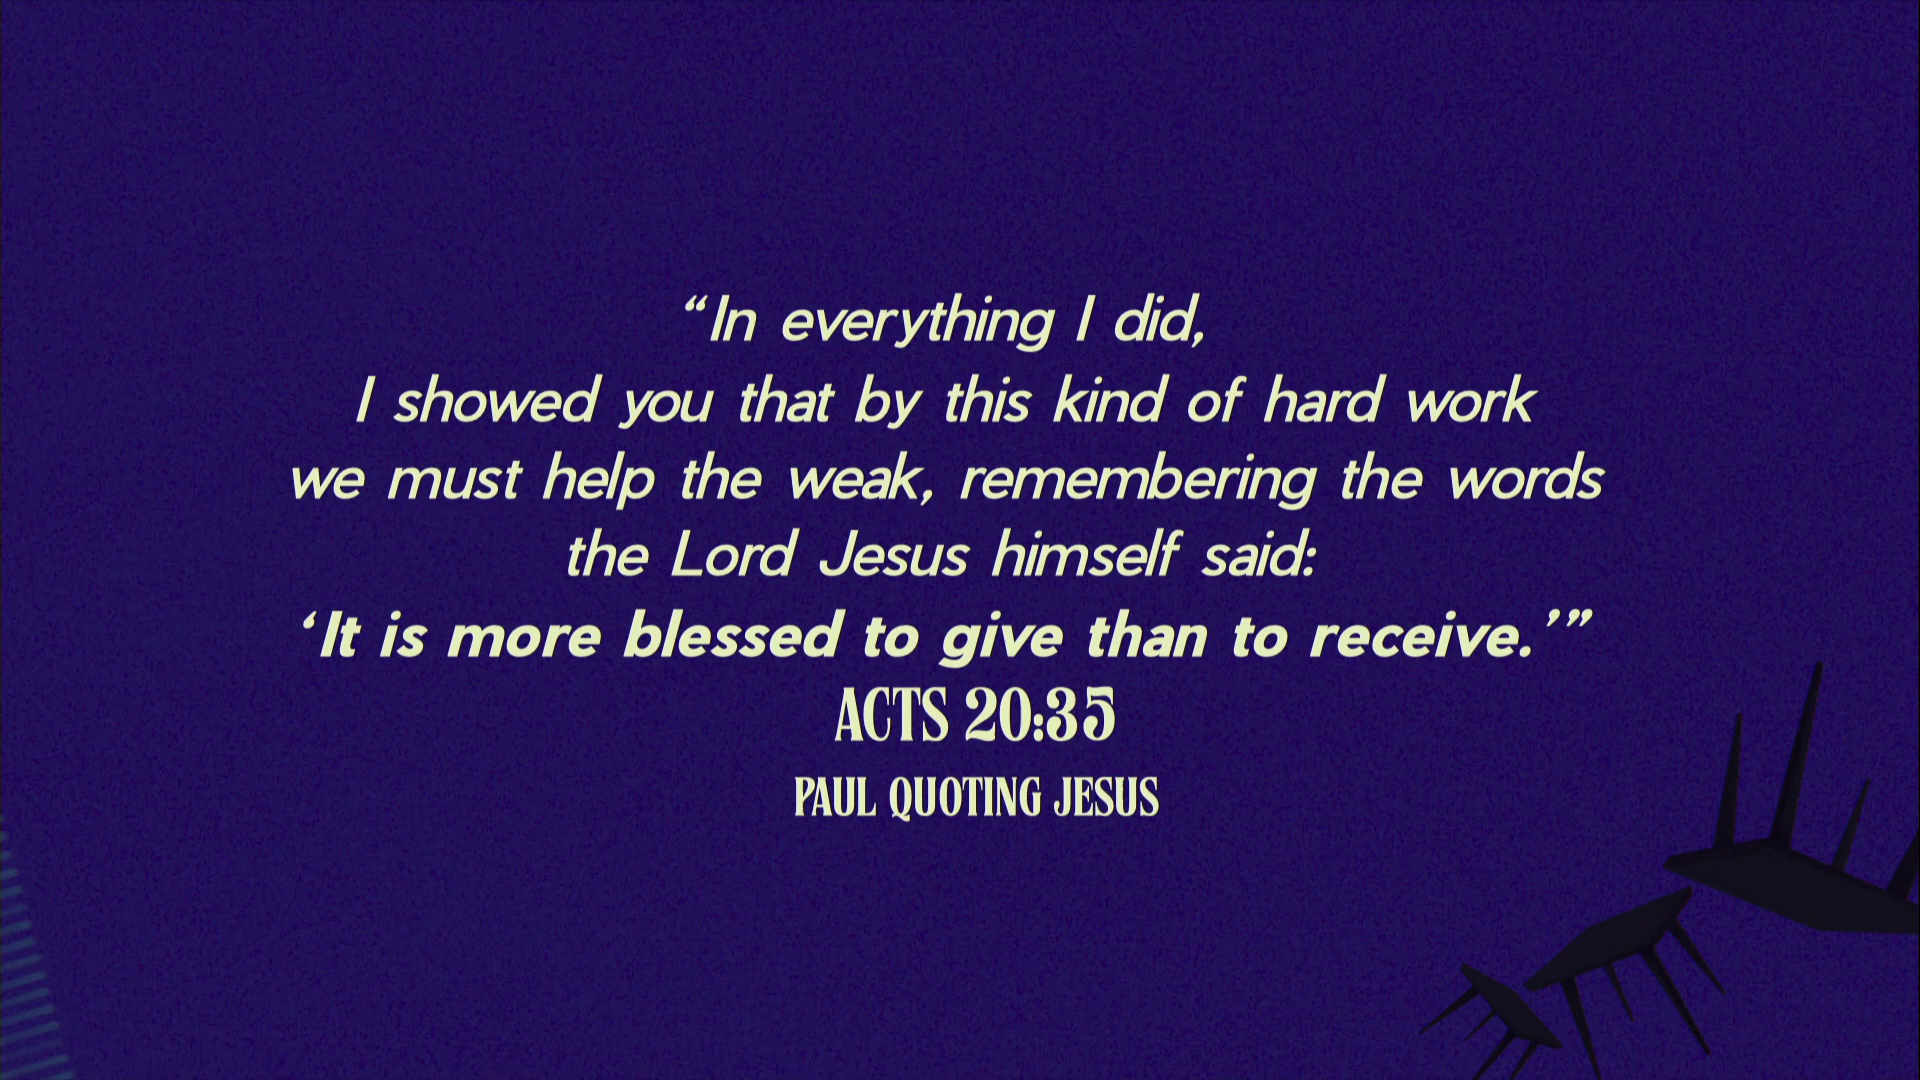 “In everything I did,
I showed you that by this kind of hard work
we must help the weak, remembering the words
the Lord Jesus himself said:
‘It is more blessed to give than to receive.’”
ACTS 20:35
PAUL QUOTING JESUS